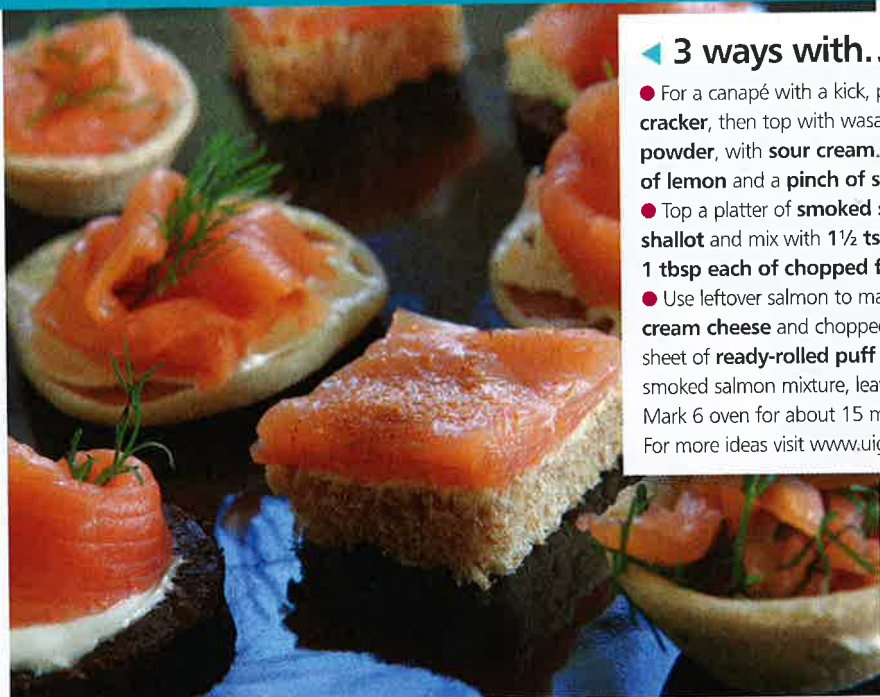 3 ways with..
● For a canapé with a kick, p
cracker, then top with wasa
powder, with sour cream.
of lemon and a pinch of s
● Top a platter of smoked s
shallot and mix with 1½ ts
1 tbsp each of chopped f
● Use leftover salmon to ma
cream cheese and chopped
sheet of ready-rolled puff
smoked salmon mixture, lea
Mark 6 oven for about 15 m
For more ideas visit www.uig